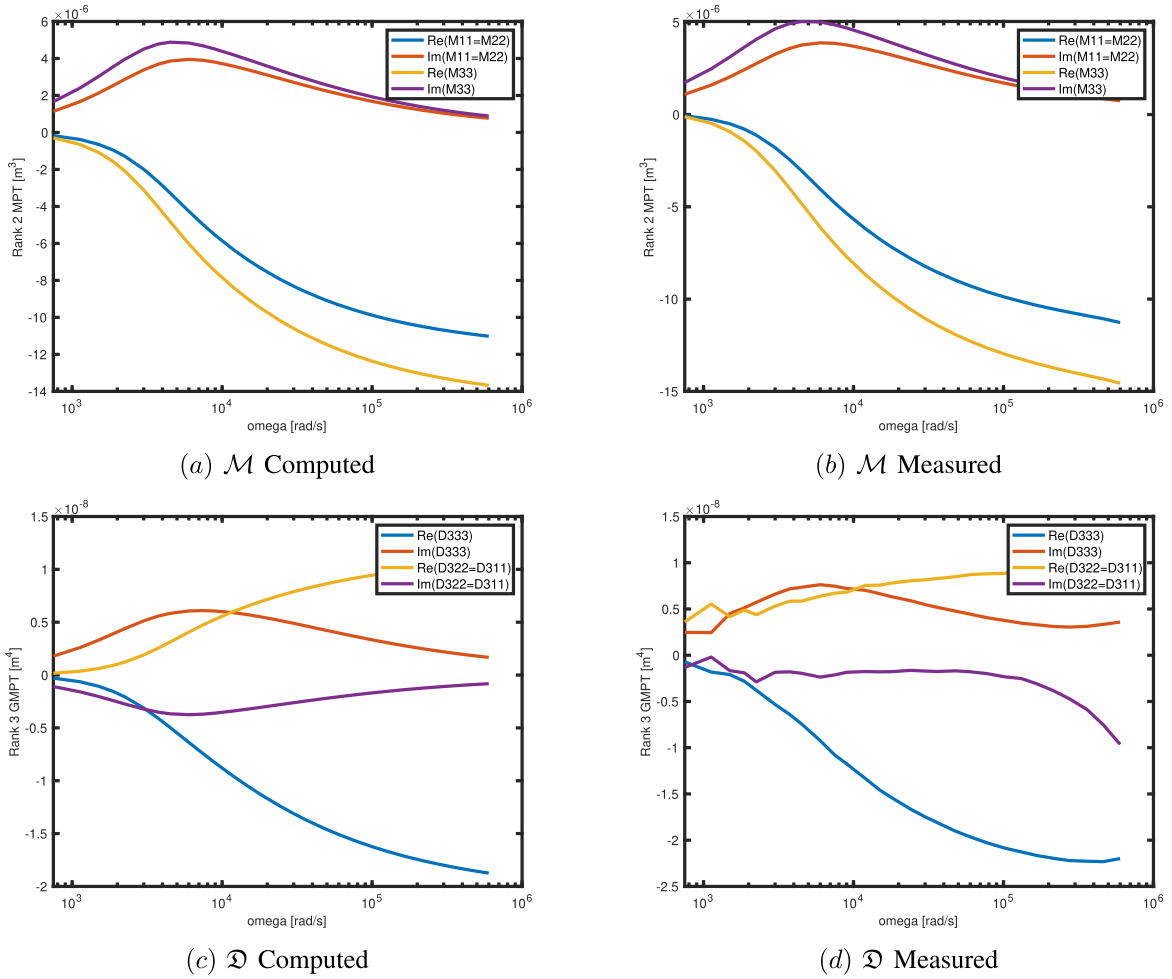 ×10⁻⁶
6
4
2
0
-2
-4
-6
-8
-10
-12
-14
Rank 2 MPT [m³]
Re(M11=M22)
Im(M11=M22)
Re(M33)
Im(M33)
10³ 10⁴ 10⁵ 10⁶
omega [rad/s]
(a) ℳ Computed
×10⁻⁶
5
0
-5
-10
-15
Rank 2 MPT [m³]
Re(M11=M22)
Im(M11=M22)
Re(M33)
Im(M33)
10³ 10⁴ 10⁵ 10⁶
omega [rad/s]
(b) ℳ Measured
×10⁻⁸
1.5
1
0.5
0
-0.5
-1
-1.5
-2
Rank 3 GMPT [m⁴]
Re(D333)
Im(D333)
Re(D322=D311)
Im(D322=D311)
10³ 10⁴ 10⁵ 10⁶
omega [rad/s]
(c) 𝔇 Computed
×10⁻⁸
1.5
1
0.5
0
-0.5
-1
-1.5
-2
-2.5
Rank 3 GMPT [m⁴]
Re(D333)
Im(D333)
Re(D322=D311)
Im(D322=D311)
10³ 10⁴ 10⁵ 10⁶
omega [rad/s]
(d) 𝔇 Measured